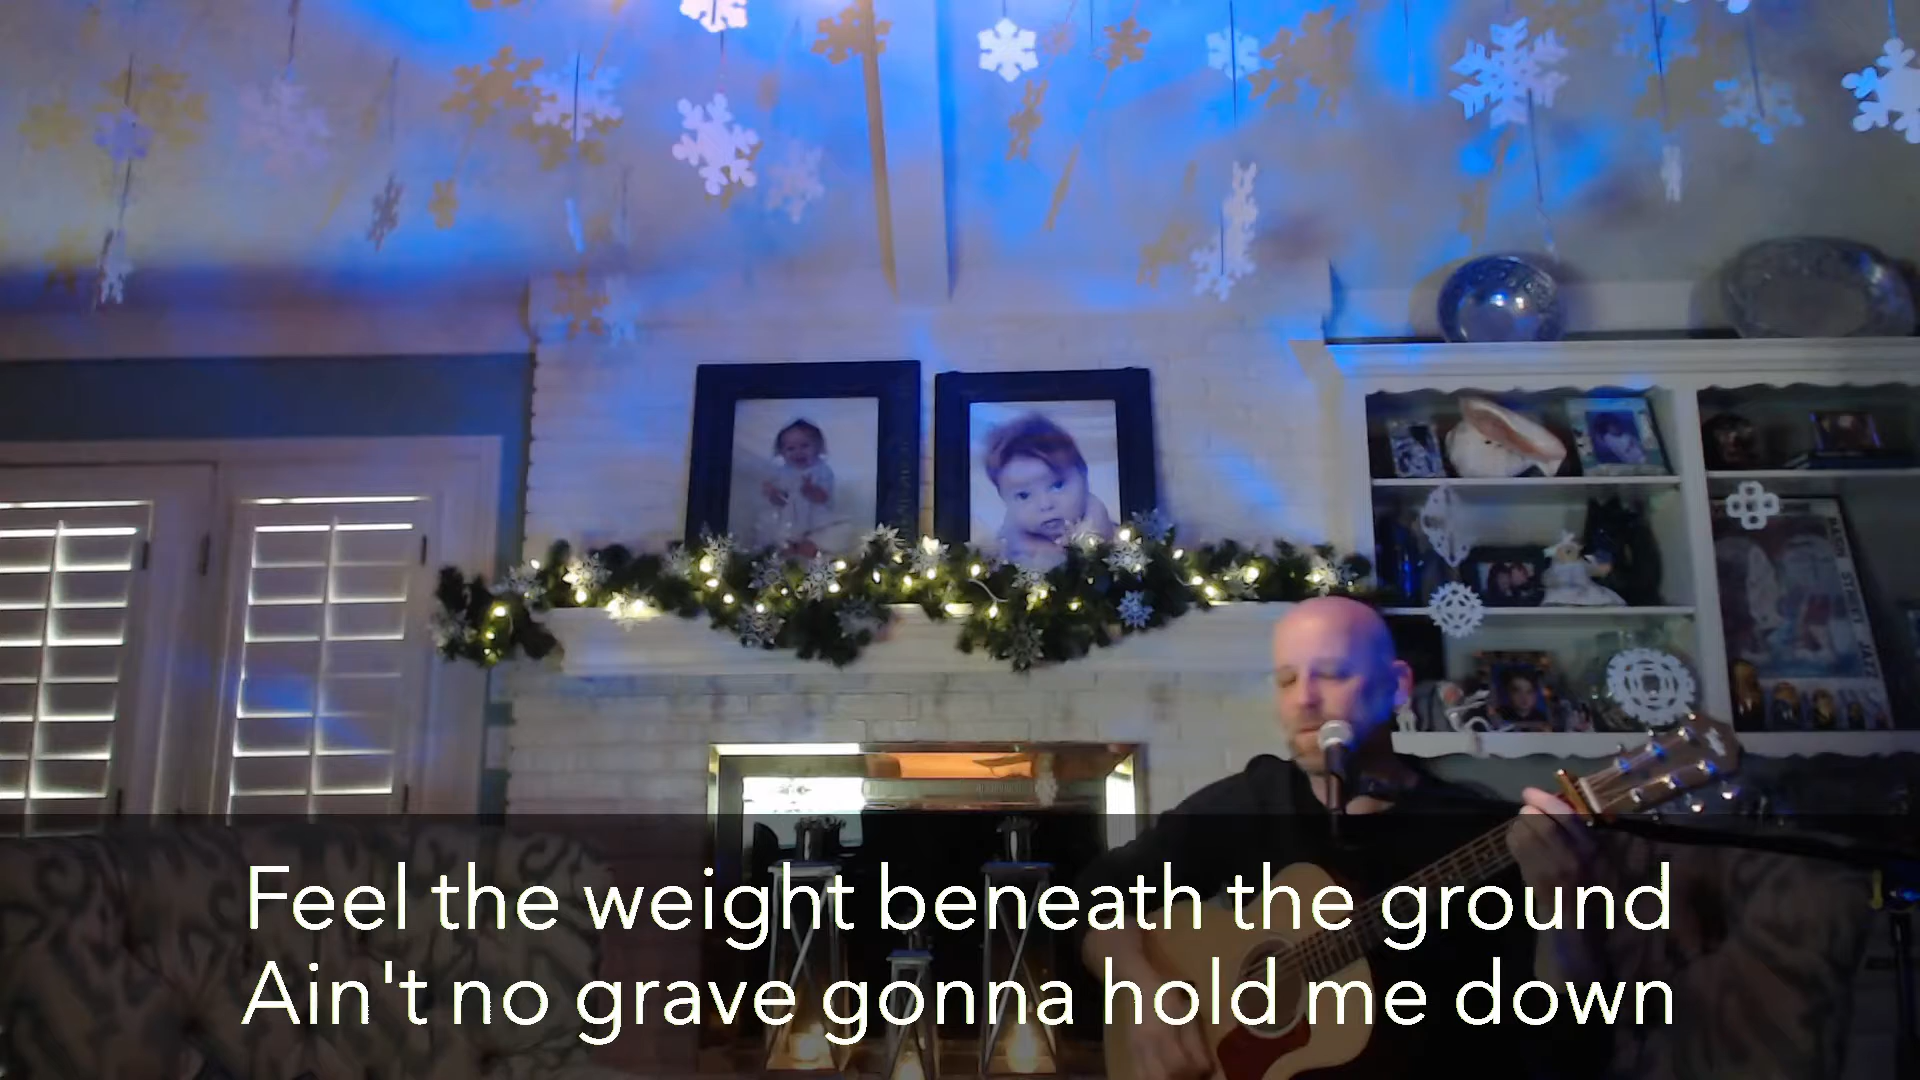 Feel the weight beneath the ground
Ain't no grave gonna hold me down